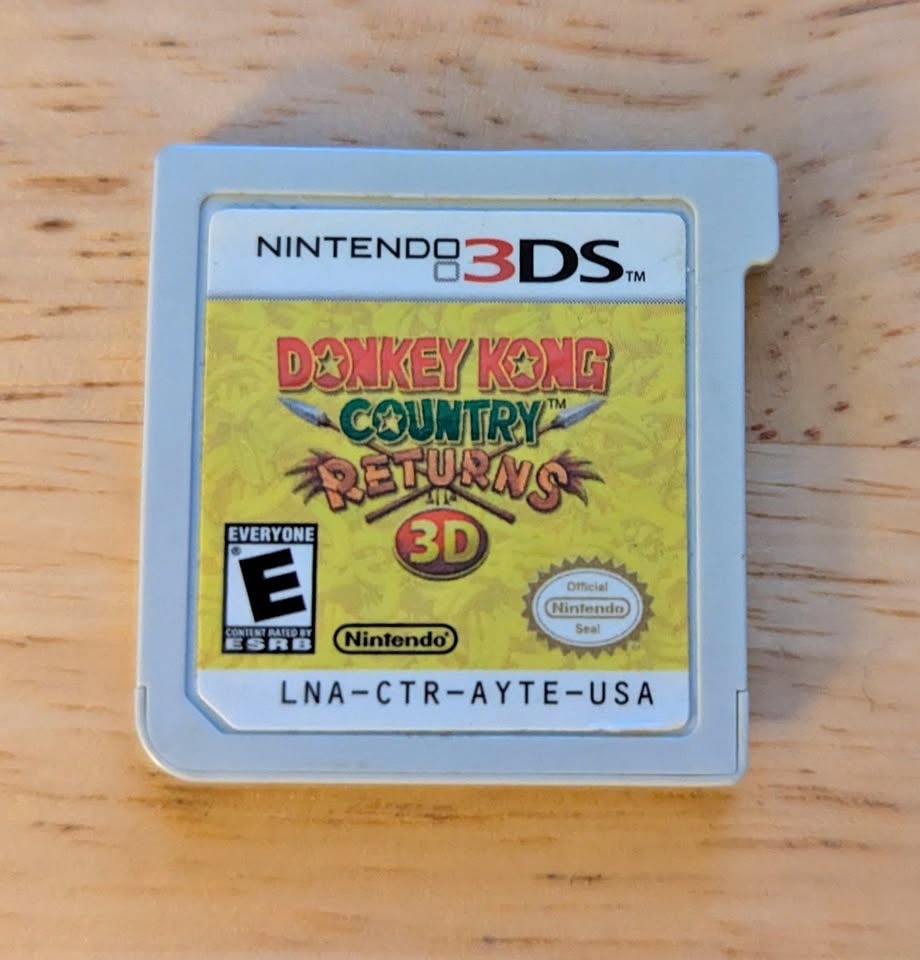 NINTENDO 3DS™
DONKEY KONG
COUNTRY™
RETURNS
3D
EVERYONE
®
E
CONTENT RATED BY
ESRB
Nintendo®
Official
Nintendo
Seal
LNA-CTR-AYTE-USA